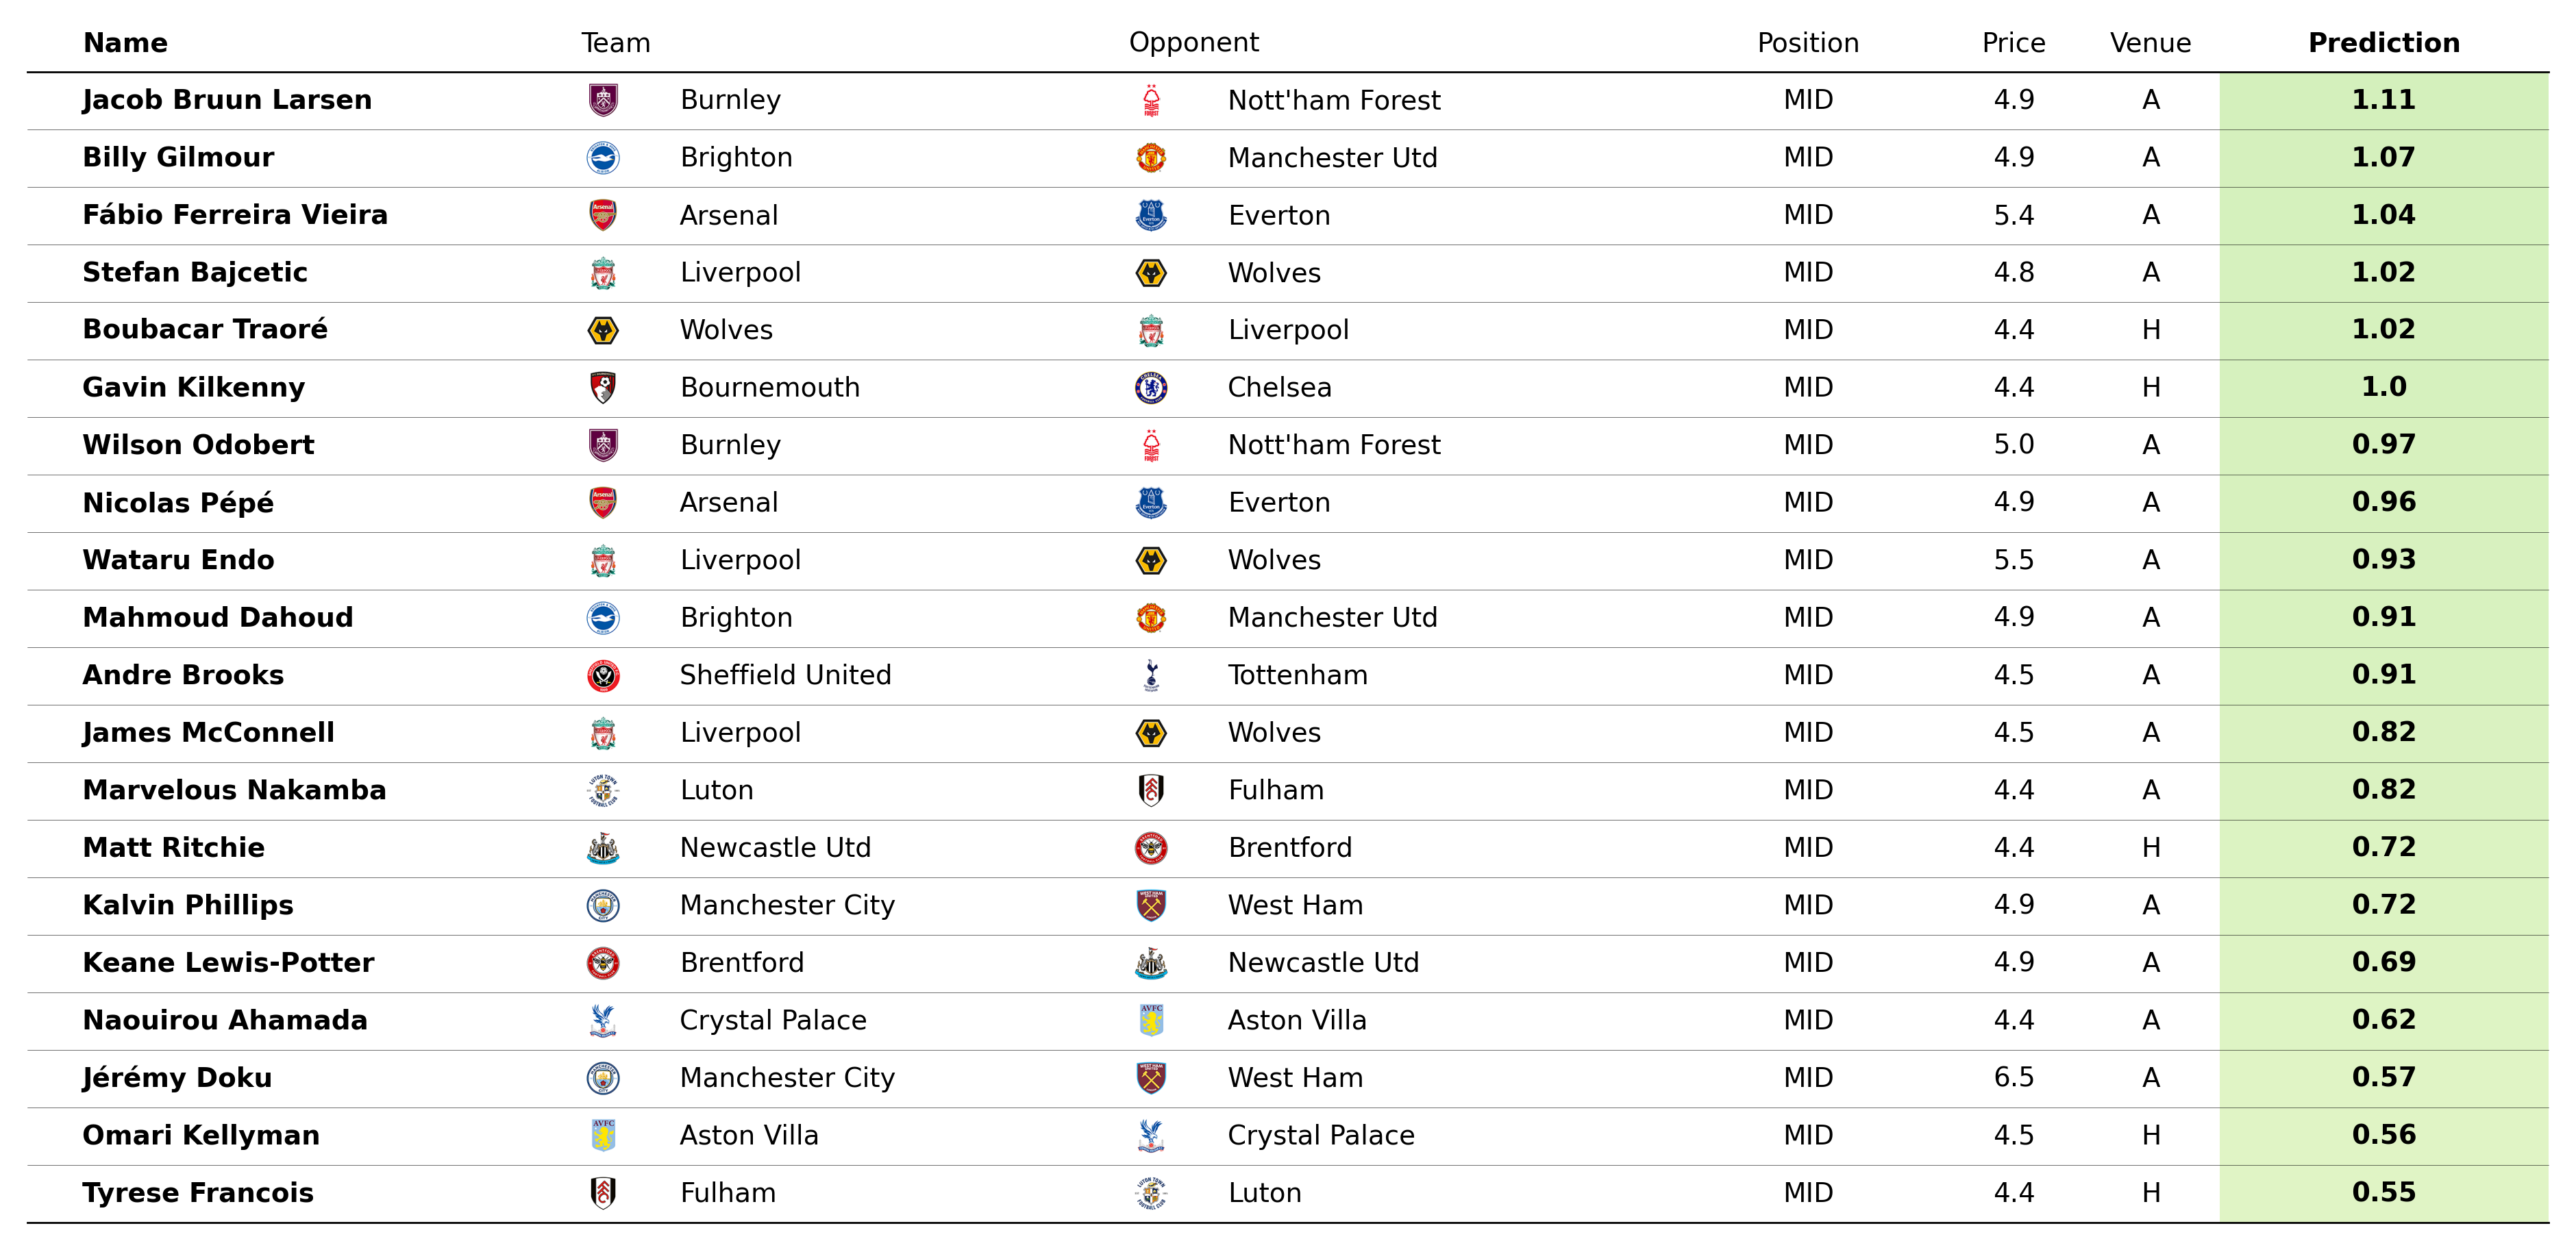 Name Team Opponent Position Price Venue Prediction
Jacob Bruun Larsen Burnley Nott'ham Forest MID 4.9 A 1.11
Billy Gilmour Brighton Manchester Utd MID 4.9 A 1.07
Fábio Ferreira Vieira Arsenal Everton MID 5.4 A 1.04
Stefan Bajcetic Liverpool Wolves MID 4.8 A 1.02
Boubacar Traoré Wolves Liverpool MID 4.4 H 1.02
Gavin Kilkenny Bournemouth Chelsea MID 4.4 H 1.0
Wilson Odobert Burnley Nott'ham Forest MID 5.0 A 0.97
Nicolas Pépé Arsenal Everton MID 4.9 A 0.96
Wataru Endo Liverpool Wolves MID 5.5 A 0.93
Mahmoud Dahoud Brighton Manchester Utd MID 4.9 A 0.91
Andre Brooks Sheffield United Tottenham MID 4.5 A 0.91
James McConnell Liverpool Wolves MID 4.5 A 0.82
Marvelous Nakamba Luton Fulham MID 4.4 A 0.82
Matt Ritchie Newcastle Utd Brentford MID 4.4 H 0.72
Kalvin Phillips Manchester City West Ham MID 4.9 A 0.72
Keane Lewis-Potter Brentford Newcastle Utd MID 4.9 A 0.69
Naouirou Ahamada Crystal Palace Aston Villa MID 4.4 A 0.62
Jérémy Doku Manchester City West Ham MID 6.5 A 0.57
Omari Kellyman Aston Villa Crystal Palace MID 4.5 H 0.56
Tyrese Francois Fulham Luton MID 4.4 H 0.55